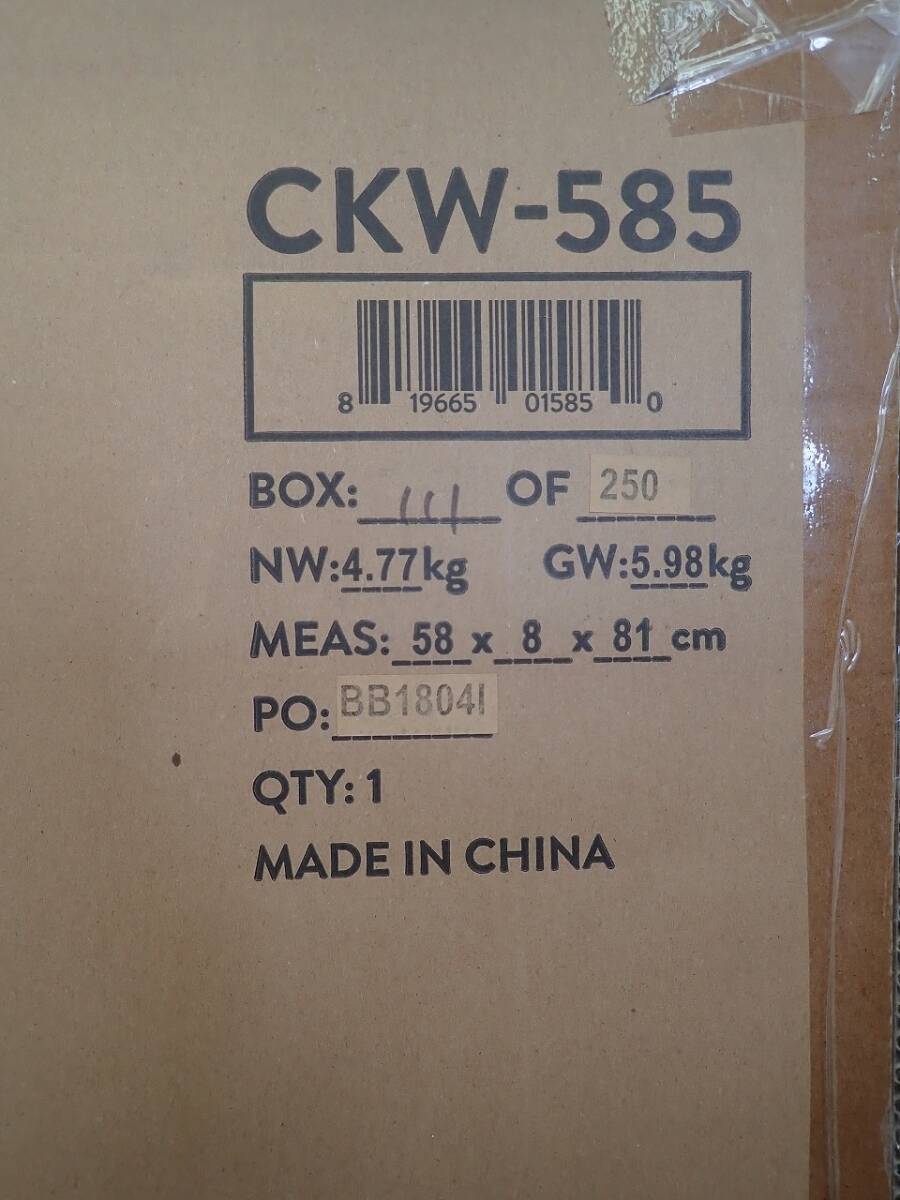 CKW-585
8 19665 01585 0
BOX: 111 OF 250
NW:4.77kg GW:5.98kg
MEAS: 58 x 8 x 81 cm
PO: BB1804I
QTY: 1
MADE IN CHINA